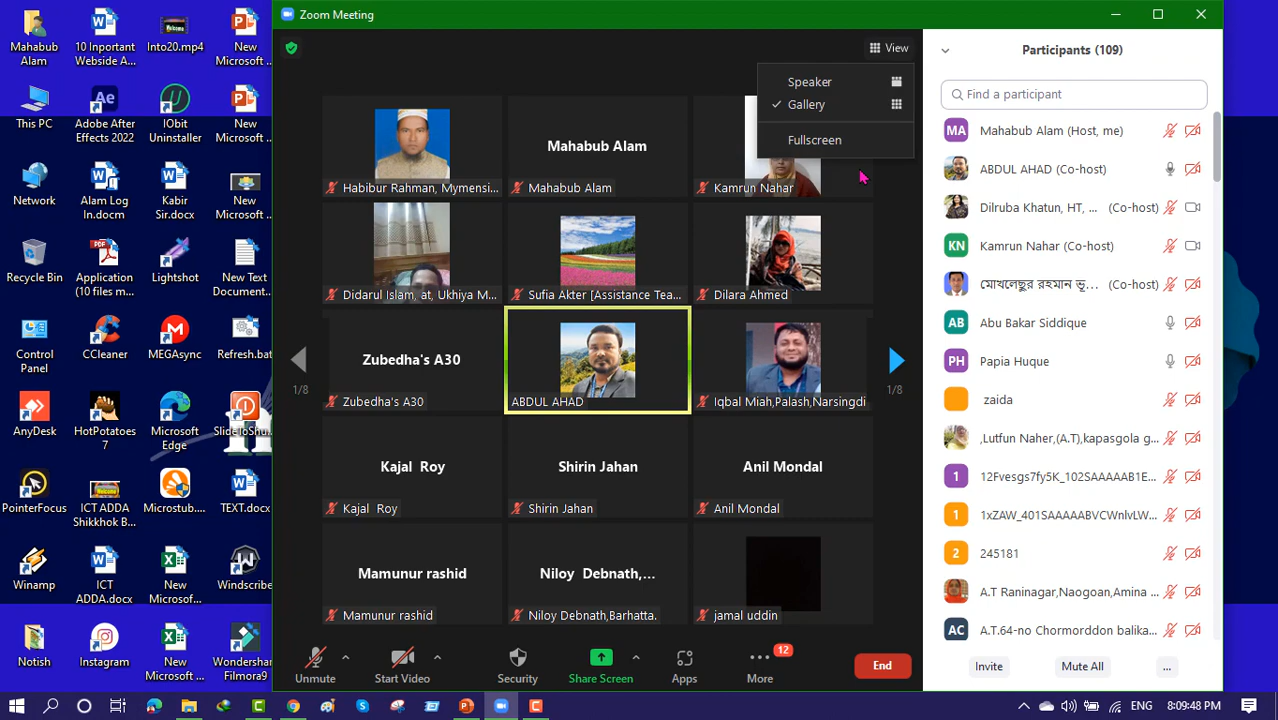 Mahabub
Alam
10 Inportant
Webside A...
Into20.mp4
New
Microsof...
This PC
Adobe After
Effects 2022
IObit
Uninstaller
New
Microsof...
Network
Alam Log
In.docm
Kabir
Sir.docx
New
Microsof...
Recycle Bin
Application
(10 files m...
Lightshot
New Text
Document...
Control
Panel
CCleaner
MEGAsync
Refresh.bat
AnyDesk
HotPotatoes
7
Microsoft
Edge
SlideToShu...
PointerFocus
ICT ADDA
Shikkhok B...
Microstub....
TEXT.docx
Winamp
ICT
ADDA.docx
New
Microsof...
Windscribe
Notish
Instagram
New
Microsof...
Wondershar
Filmora9
Zoom Meeting
View
Speaker
Gallery
Fullscreen
Habibur Rahman, Mymensi...
Mahabub Alam
Mahabub Alam
Kamrun Nahar
Didarul Islam, at, Ukhiya M...
Sufia Akter [Assistance Tea...
Dilara Ahmed
Zubedha's A30
Zubedha's A30
ABDUL AHAD
Iqbal Miah,Palash,Narsingdi
1/8
1/8
Kajal Roy
Kajal Roy
Shirin Jahan
Shirin Jahan
Anil Mondal
Anil Mondal
Mamunur rashid
Mamunur rashid
Niloy Debnath,...
Niloy Debnath,Barhatta.
jamal uddin
Unmute
Start Video
Security
Share Screen
Apps
12
More
End
Participants (109)
Find a participant
MA Mahabub Alam (Host, me)
ABDUL AHAD (Co-host)
Dilruba Khatun, HT, ... (Co-host)
KN Kamrun Nahar (Co-host)
মোখলেছুর রহমান ভূ... (Co-host)
AB Abu Bakar Siddique
PH Papia Huque
zaida
,Lutfun Naher,(A.T),kapasgola g...
1 12Fvesgs7fy5K_102SAAAAAB1E...
1 1xZAW_401SAAAAABVCWnlvLW...
2 245181
A.T Raninagar,Naogoan,Amina ...
AC A.T.64-no Chormorddon balika...
Invite
Mute All
...
ENG 8:09:48 PM